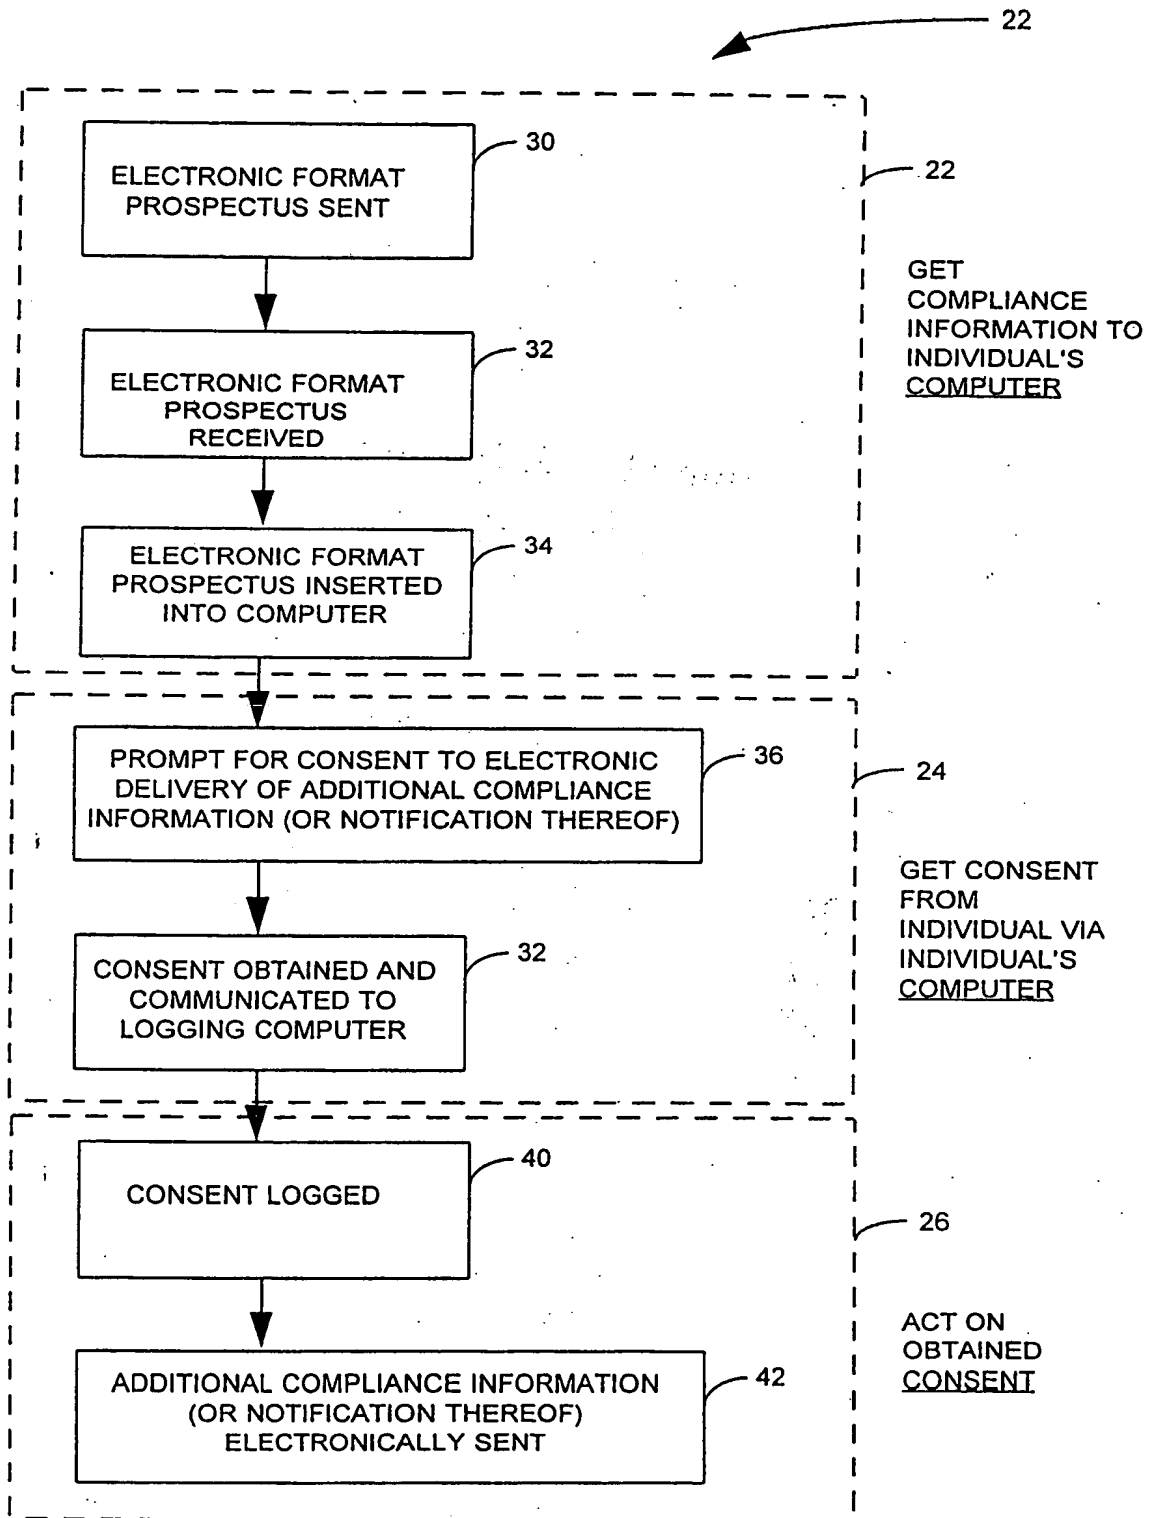 22
30
ELECTRONIC FORMAT
PROSPECTUS SENT
22
GET
COMPLIANCE
INFORMATION TO
INDIVIDUAL'S
COMPUTER
32
ELECTRONIC FORMAT
PROSPECTUS
RECEIVED
34
ELECTRONIC FORMAT
PROSPECTUS INSERTED
INTO COMPUTER
36
PROMPT FOR CONSENT TO ELECTRONIC
DELIVERY OF ADDITIONAL COMPLIANCE
INFORMATION (OR NOTIFICATION THEREOF)
24
GET CONSENT
FROM
INDIVIDUAL VIA
INDIVIDUAL'S
COMPUTER
32
CONSENT OBTAINED AND
COMMUNICATED TO
LOGGING COMPUTER
40
CONSENT LOGGED
26
ACT ON
OBTAINED
CONSENT
42
ADDITIONAL COMPLIANCE INFORMATION
(OR NOTIFICATION THEREOF)
ELECTRONICALLY SENT